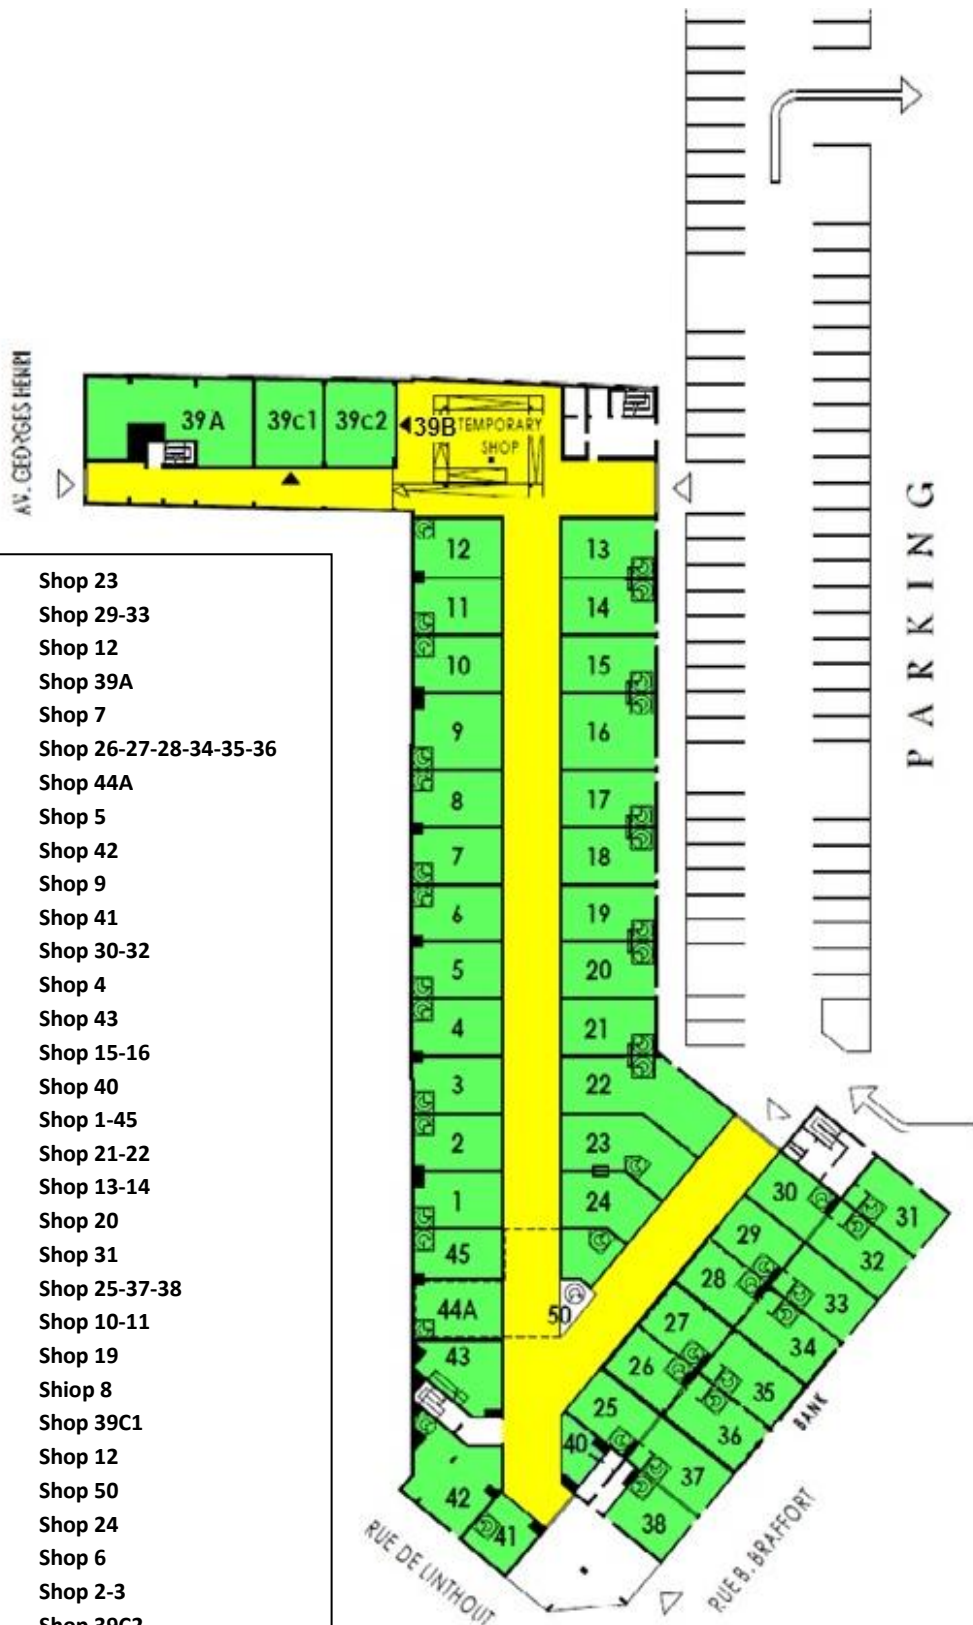 AV. GEORGES HENRI
39A
39C1
39C2
39B
TEMPORARY
SHOP
PARKING
12
13
11
14
10
15
9
16
8
17
7
18
6
19
5
20
4
21
3
22
2
23
1
24
45
44A
50
43
42
41
40
30
31
29
32
28
33
27
34
26
35
25
36
37
38
BANK
RUE DE LINTHOUT
RUE B. BRAFFORT
Shop 23
Shop 29-33
Shop 12
Shop 39A
Shop 7
Shop 26-27-28-34-35-36
Shop 44A
Shop 5
Shop 42
Shop 9
Shop 41
Shop 30-32
Shop 4
Shop 43
Shop 15-16
Shop 40
Shop 1-45
Shop 21-22
Shop 13-14
Shop 20
Shop 31
Shop 25-37-38
Shop 10-11
Shop 19
Shiop 8
Shop 39C1
Shop 12
Shop 50
Shop 24
Shop 6
Shop 2-3
Shop 39C2